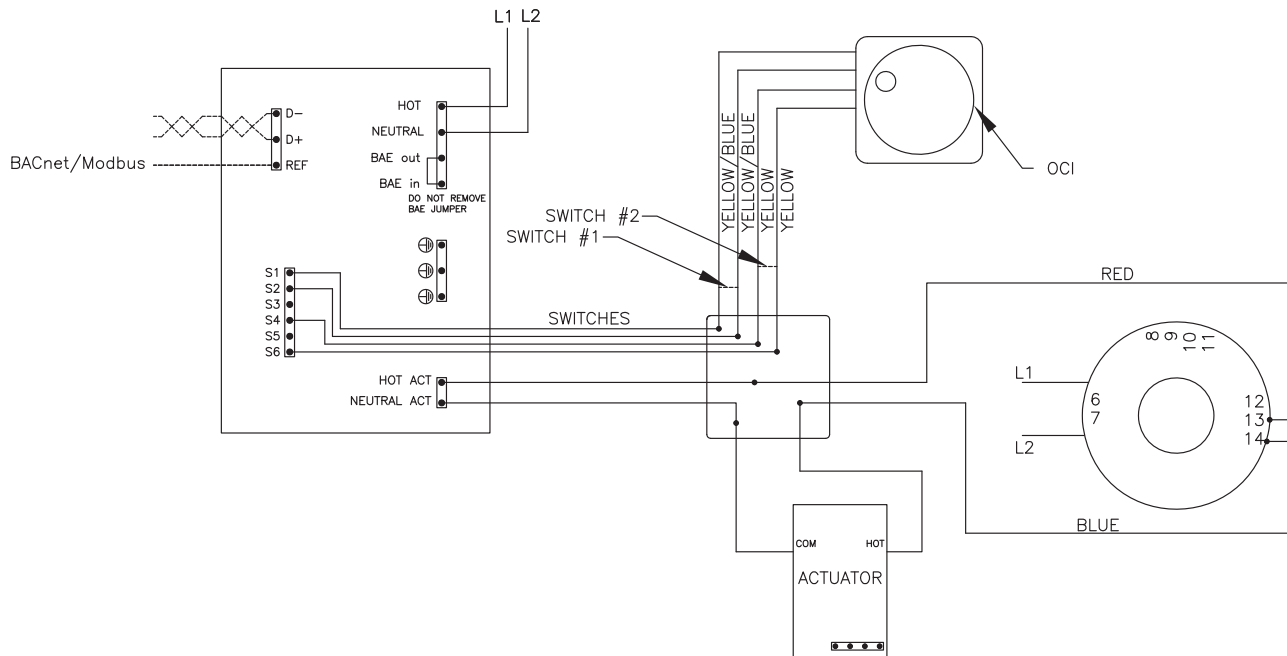 L1 L2
D-
D+
REF
BACnet/Modbus
HOT
NEUTRAL
BAE out
BAE in
DO NOT REMOVE
BAE JUMPER
S1
S2
S3
S4
S5
S6
HOT ACT
NEUTRAL ACT
SWITCHES
SWITCH #2
SWITCH #1
YELLOW/BLUE
YELLOW/BLUE
YELLOW
YELLOW
OCI
RED
L1
L2
6
7
8
9
10
11
12
13
14
BLUE
COM
HOT
ACTUATOR